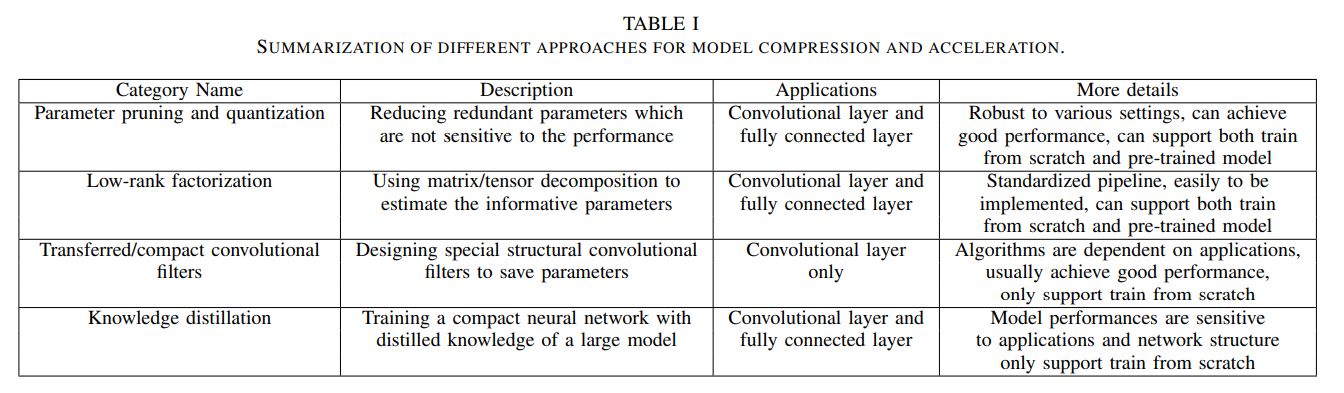 TABLE I
SUMMARIZATION OF DIFFERENT APPROACHES FOR MODEL COMPRESSION AND ACCELERATION.
Category Name Description Applications More details
Parameter pruning and quantization
Reducing redundant parameters which
are not sensitive to the performance
Convolutional layer and
fully connected layer
Robust to various settings, can achieve
good performance, can support both train
from scratch and pre-trained model
Low-rank factorization
Using matrix/tensor decomposition to
estimate the informative parameters
Convolutional layer and
fully connected layer
Standardized pipeline, easily to be
implemented, can support both train
from scratch and pre-trained model
Transferred/compact convolutional
filters
Designing special structural convolutional
filters to save parameters
Convolutional layer
only
Algorithms are dependent on applications,
usually achieve good performance,
only support train from scratch
Knowledge distillation
Training a compact neural network with
distilled knowledge of a large model
Convolutional layer and
fully connected layer
Model performances are sensitive
to applications and network structure
only support train from scratch